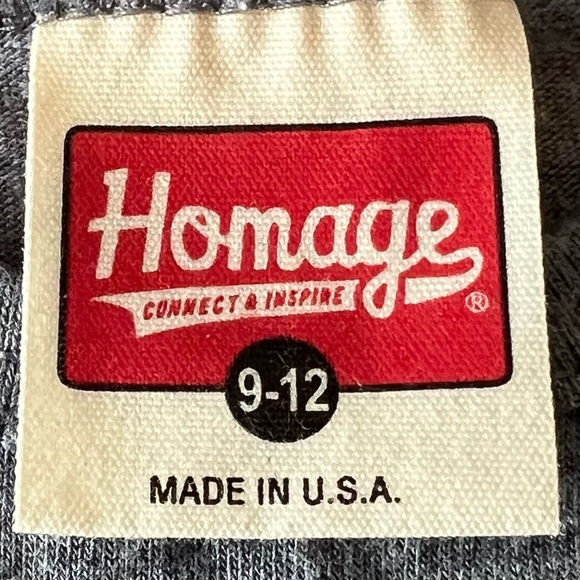 Homage
CONNECT & INSPIRE
®
9-12
MADE IN U.S.A.